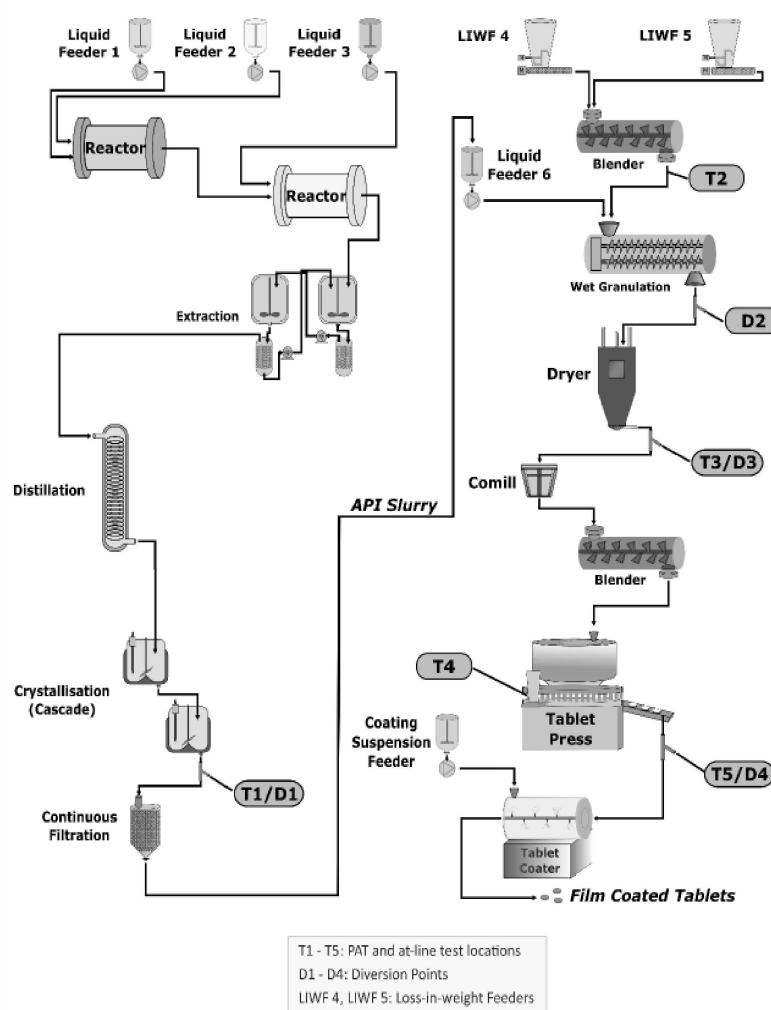 Liquid
Feeder 1
Liquid
Feeder 2
Liquid
Feeder 3
LIWF 4
LIWF 5
Reactor
Reactor
Blender
T2
Liquid
Feeder 6
Wet Granulation
D2
Extraction
Dryer
T3/D3
Comill
Distillation
API Slurry
Blender
Crystallisation
(Cascade)
T4
Tablet
Press
Coating
Suspension
Feeder
T5/D4
T1/D1
Continuous
Filtration
Tablet
Coater
Film Coated Tablets
T1 - T5: PAT and at-line test locations
D1 - D4: Diversion Points
LIWF 4, LIWF 5: Loss-in-weight Feeders